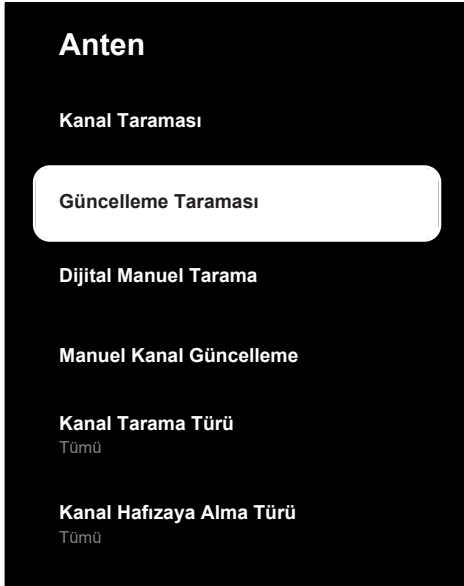 Anten
Kanal Taraması
Güncelleme Taraması
Dijital Manuel Tarama
Manuel Kanal Güncelleme
Kanal Tarama Türü
Tümü
Kanal Hafızaya Alma Türü
Tümü